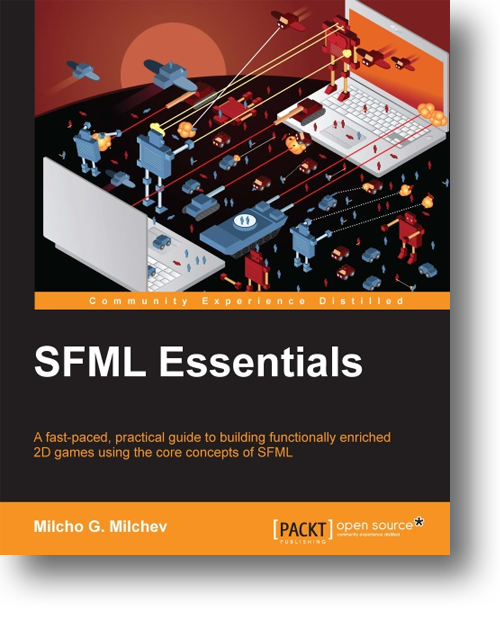 Community Experience Distilled
SFML Essentials
A fast-paced, practical guide to building functionally enriched
2D games using the core concepts of SFML
Milcho G. Milchev
[PACKT]
PUBLISHING
open source*
community experience distilled